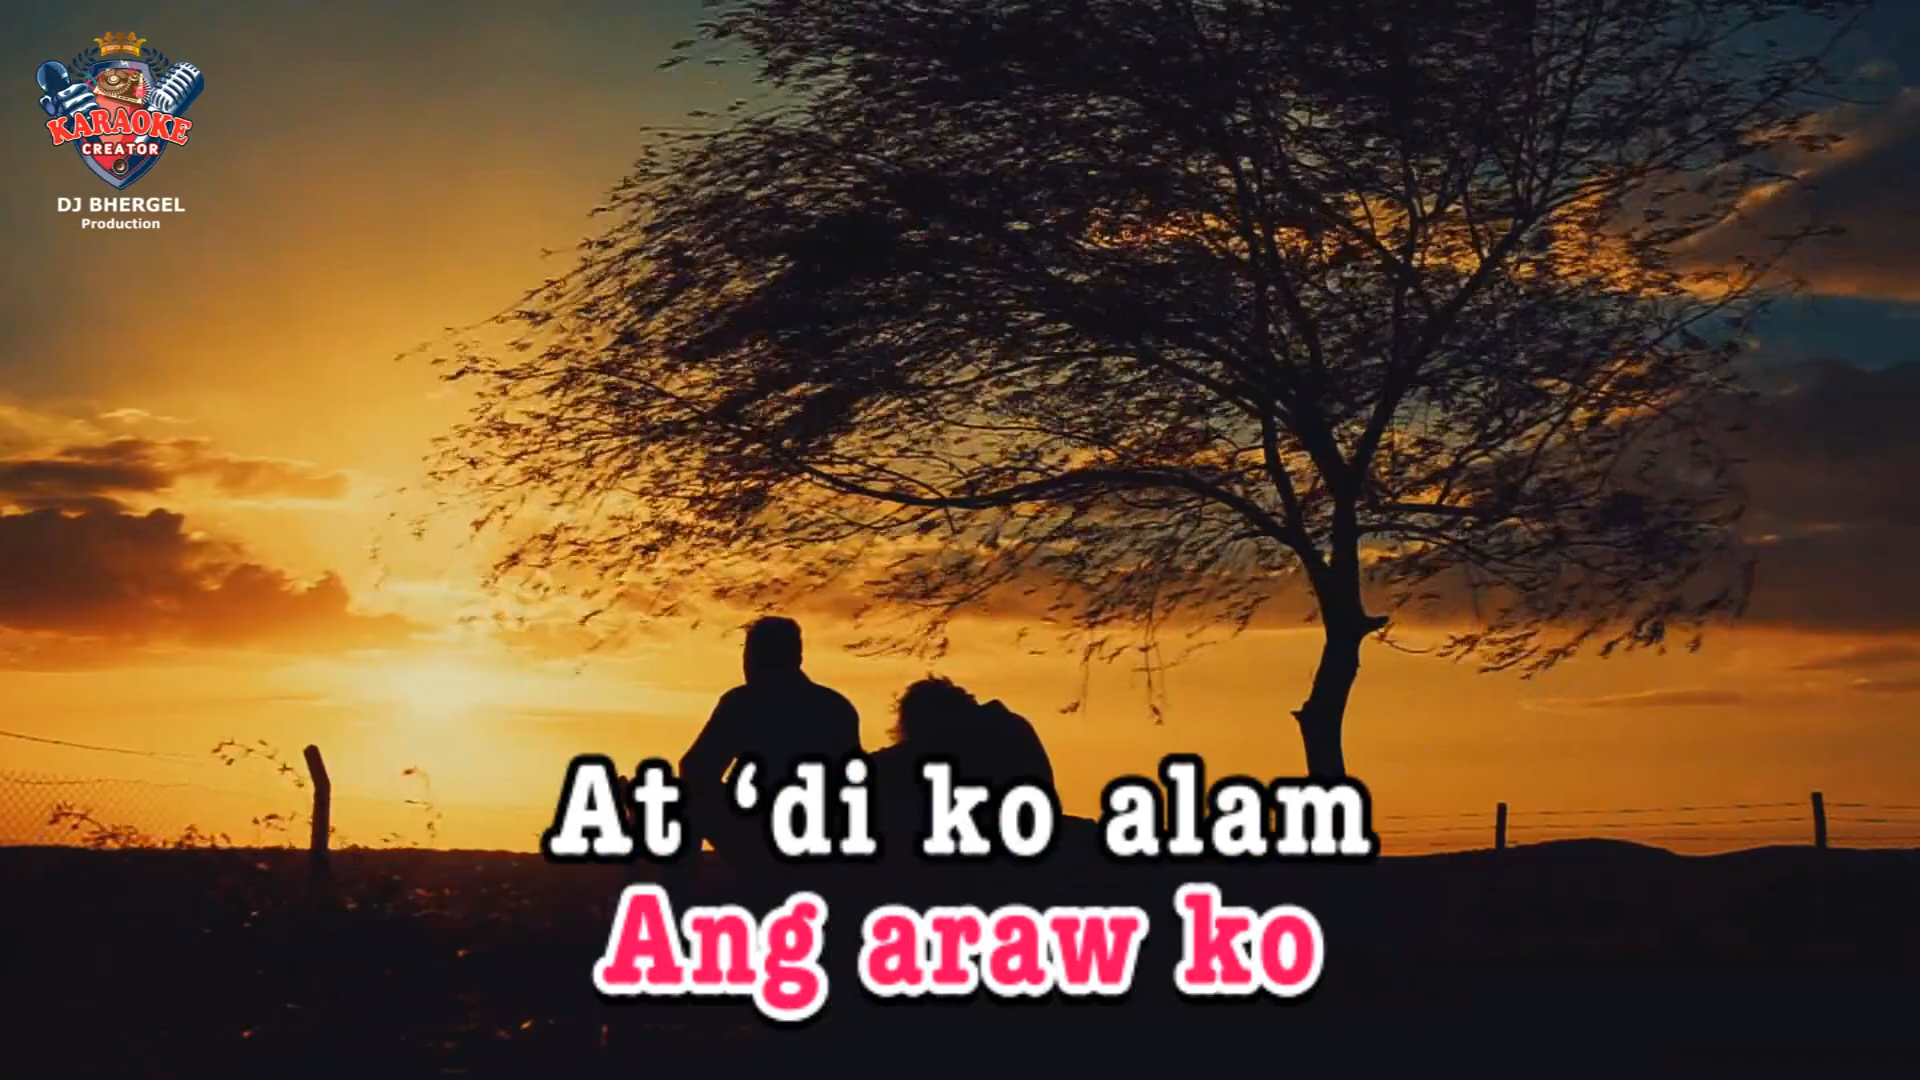 KARAOKE
CREATOR
DJ BHERGEL
Production
At ‘di ko alam
Ang araw ko